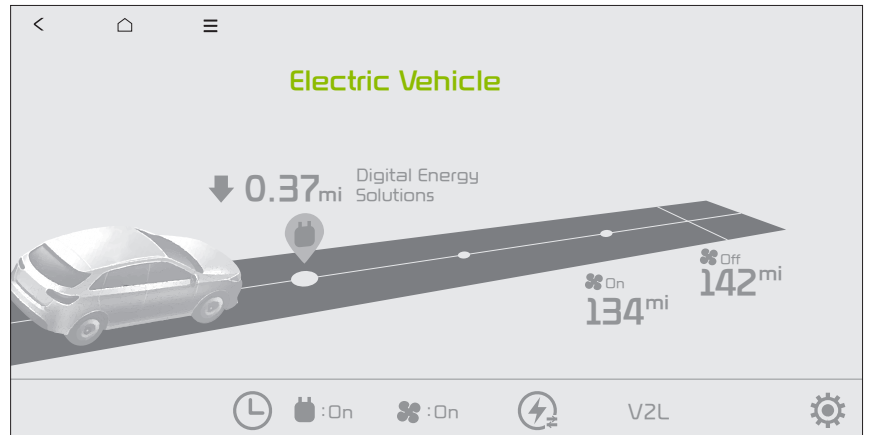 Electric Vehicle
0.37mi
Digital Energy
Solutions
Off
142mi
On
134mi
:On
:On
V2L